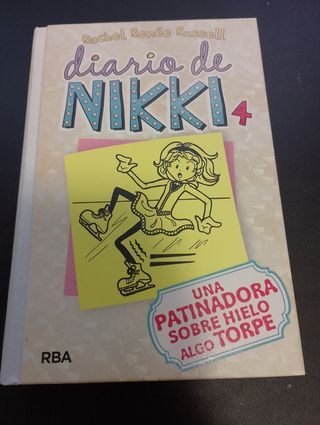 Rachel Renée Russell
diario de
NIKKI 4
UNA
PATINADORA
SOBRE HIELO
ALGO TORPE
RBA